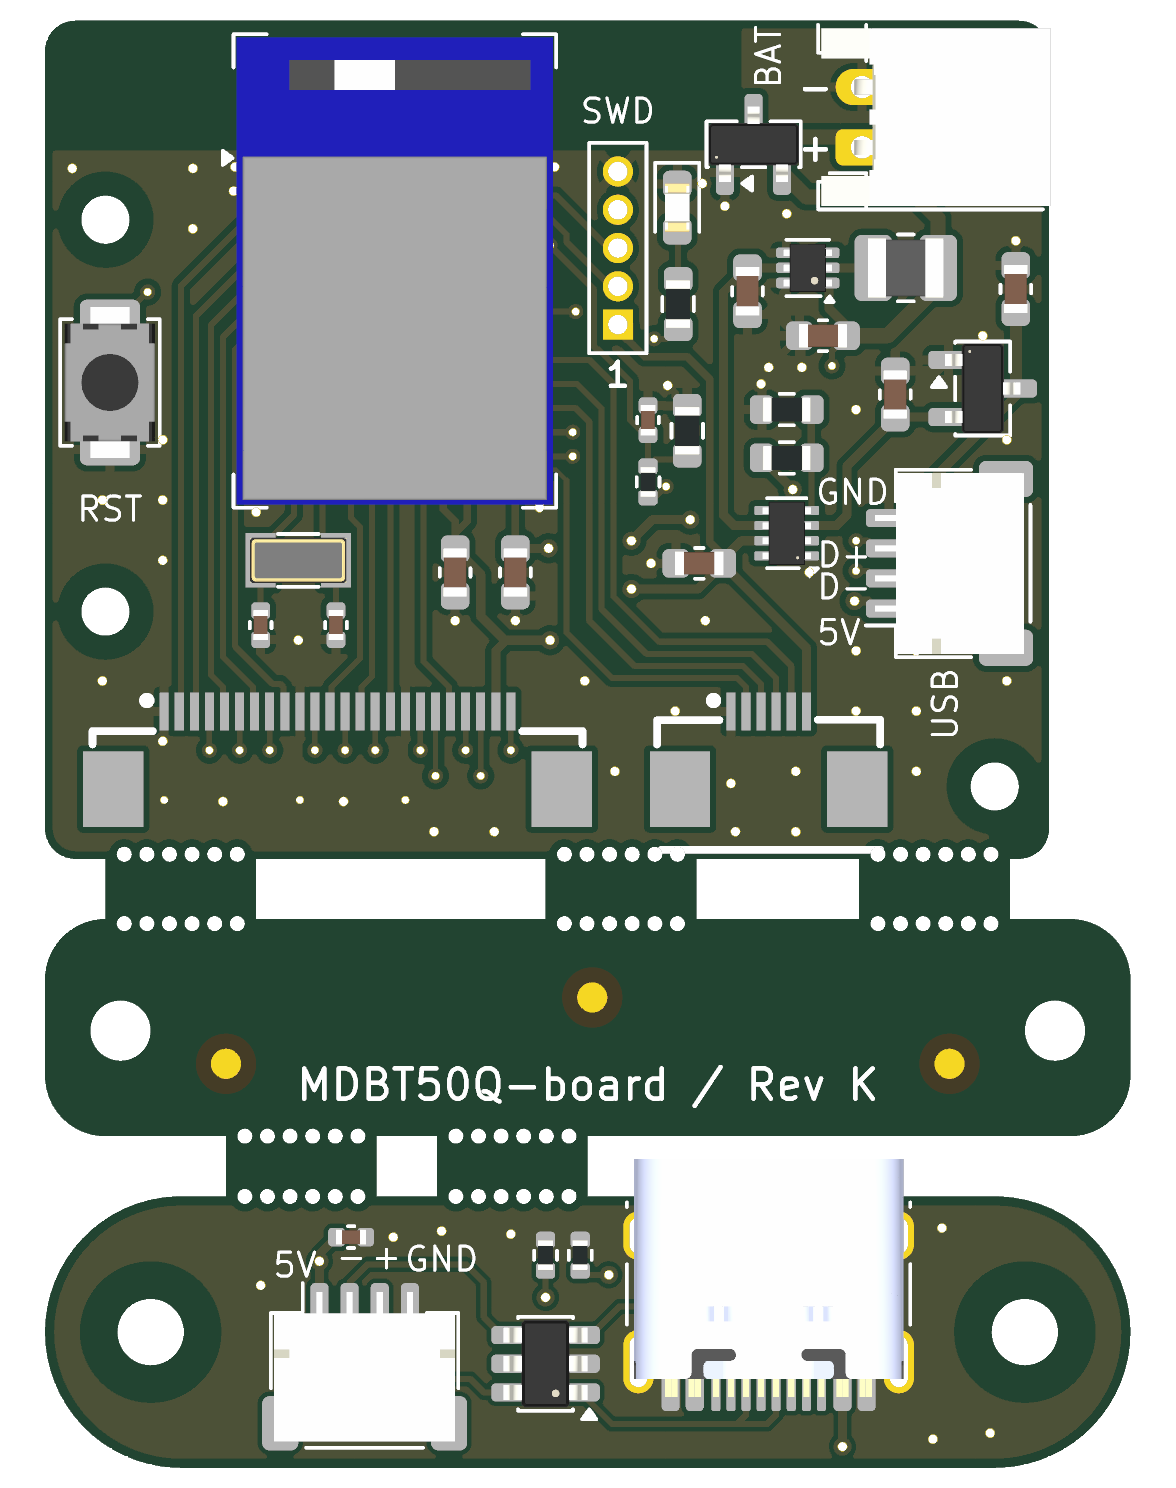 BAT
SWD
-
+
1
RST
GND
D+
D-
5V
USB
MDBT50Q-board / Rev K
5V - + GND